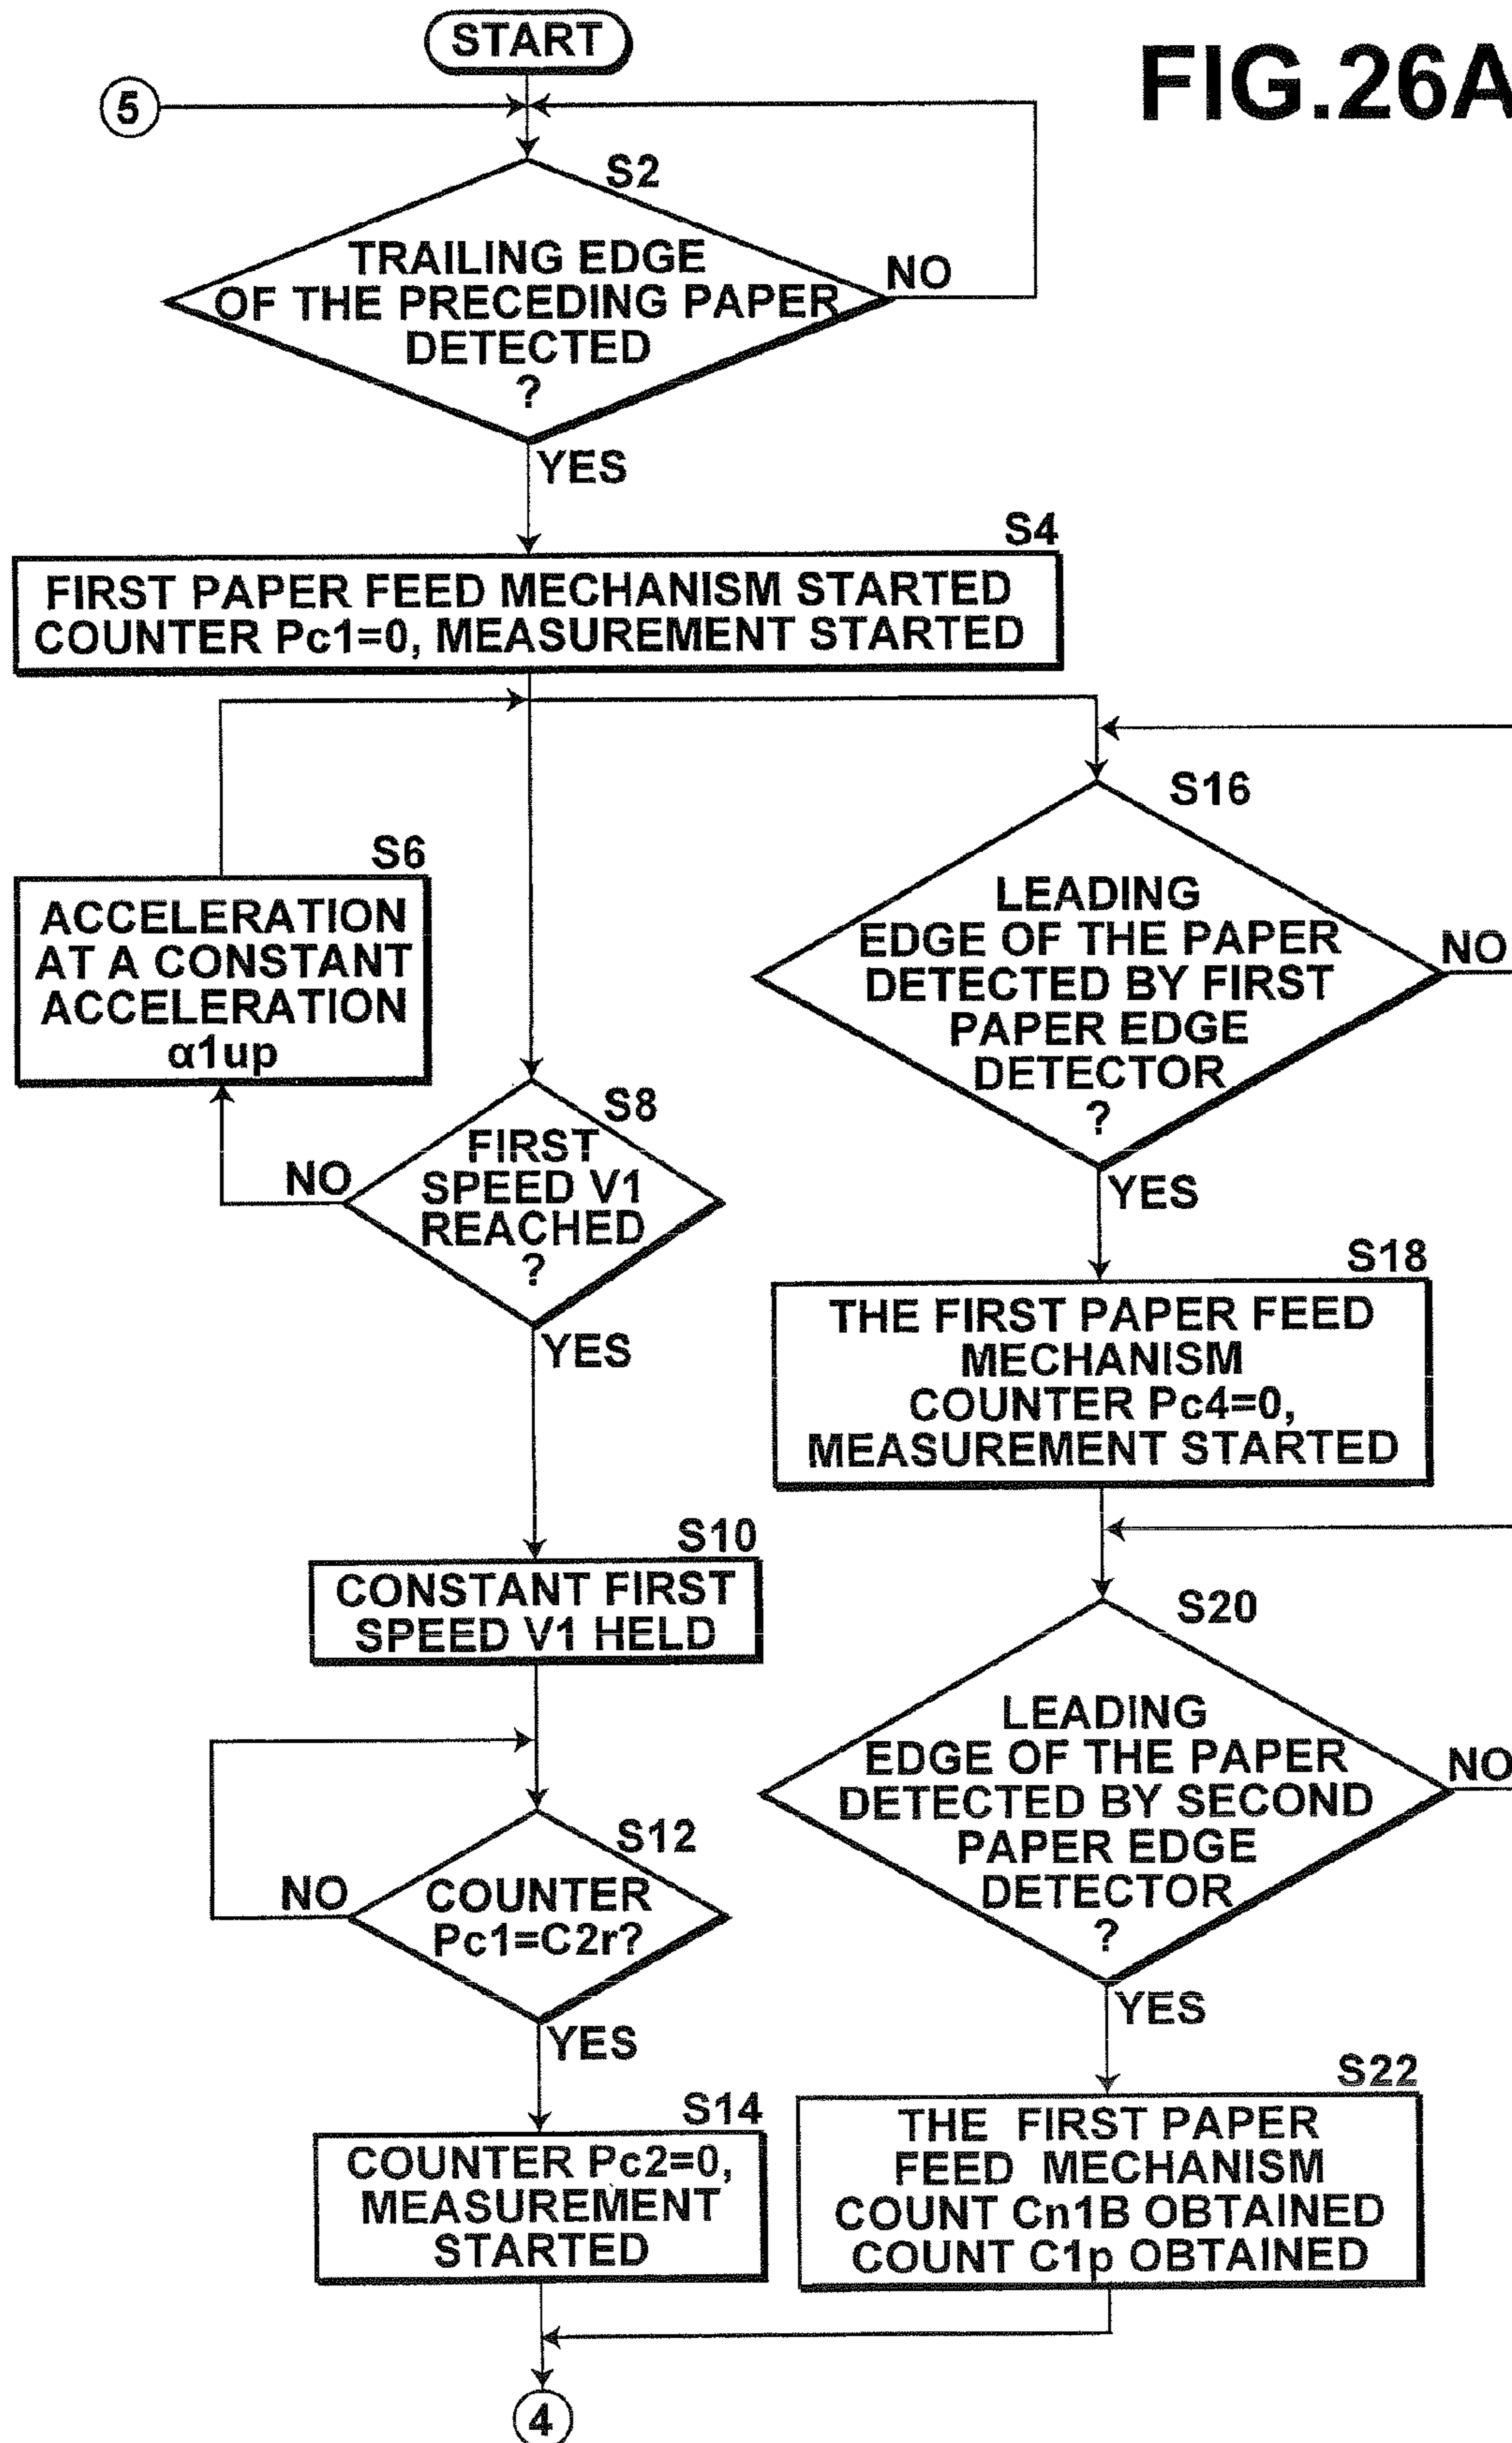 START
FIG.26A
5
S2
TRAILING EDGE
OF THE PRECEDING PAPER
DETECTED
?
NO
YES
S4
FIRST PAPER FEED MECHANISM STARTED
COUNTER Pc1=0, MEASUREMENT STARTED
S6
ACCELERATION
AT A CONSTANT
ACCELERATION
α1up
S8
FIRST
SPEED V1
REACHED
?
NO
YES
S10
CONSTANT FIRST
SPEED V1 HELD
S12
COUNTER
Pc1=C2r?
NO
YES
S14
COUNTER Pc2=0,
MEASUREMENT
STARTED
S16
LEADING
EDGE OF THE PAPER
DETECTED BY FIRST
PAPER EDGE
DETECTOR
?
NO
YES
S18
THE FIRST PAPER FEED
MECHANISM
COUNTER Pc4=0,
MEASUREMENT STARTED
S20
LEADING
EDGE OF THE PAPER
DETECTED BY SECOND
PAPER EDGE
DETECTOR
?
NO
YES
S22
THE FIRST PAPER
FEED MECHANISM
COUNT Cn1B OBTAINED
COUNT C1p OBTAINED
4